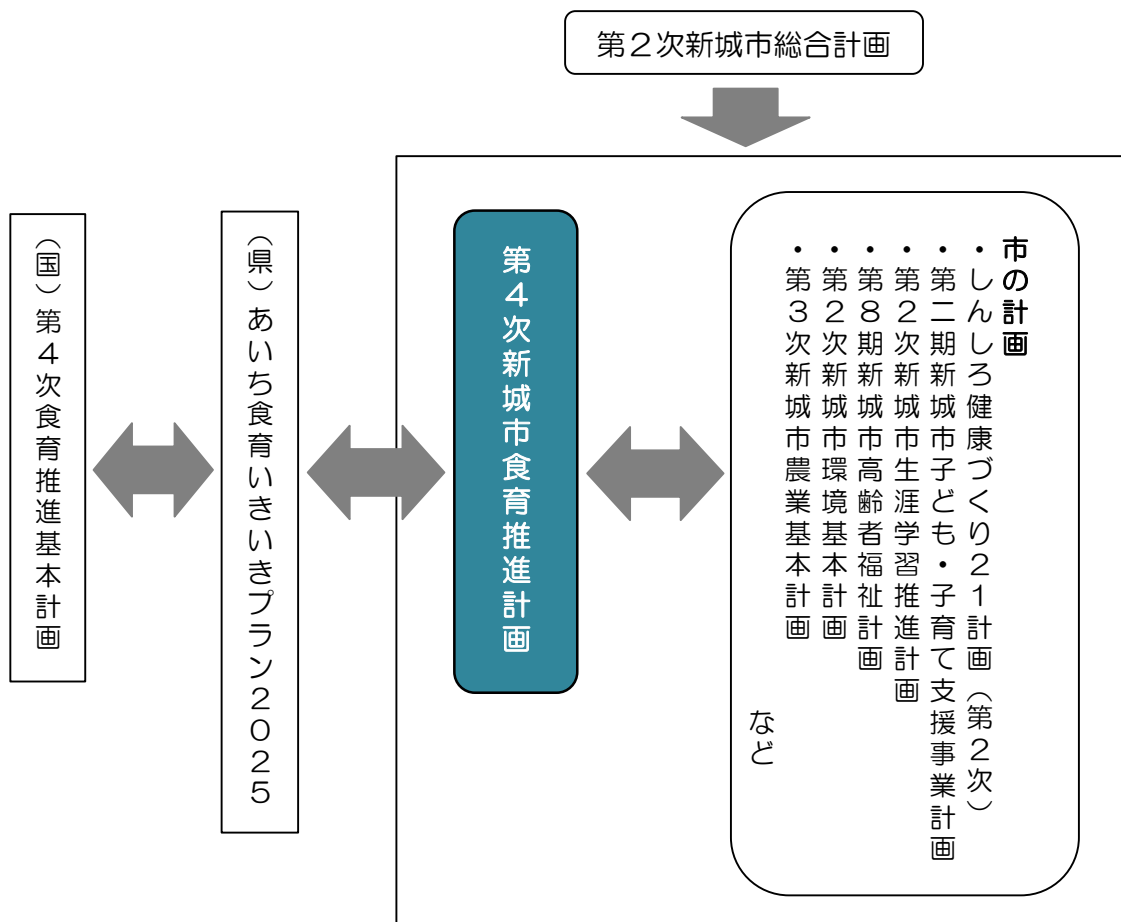 第２次新城市総合計画
（国）第４次食育推進基本計画
（県）あいち食育いきいきプラン２０２５
第４次新城市食育推進計画
市の計画
・しんしろ健康づくり２１計画（第２次）
・第二期新城市子ども・子育て支援事業計画
・第２次新城市生涯学習推進計画
・第８期新城市高齢者福祉計画
・第２次新城市環境基本計画
・第３次新城市農業基本計画
など